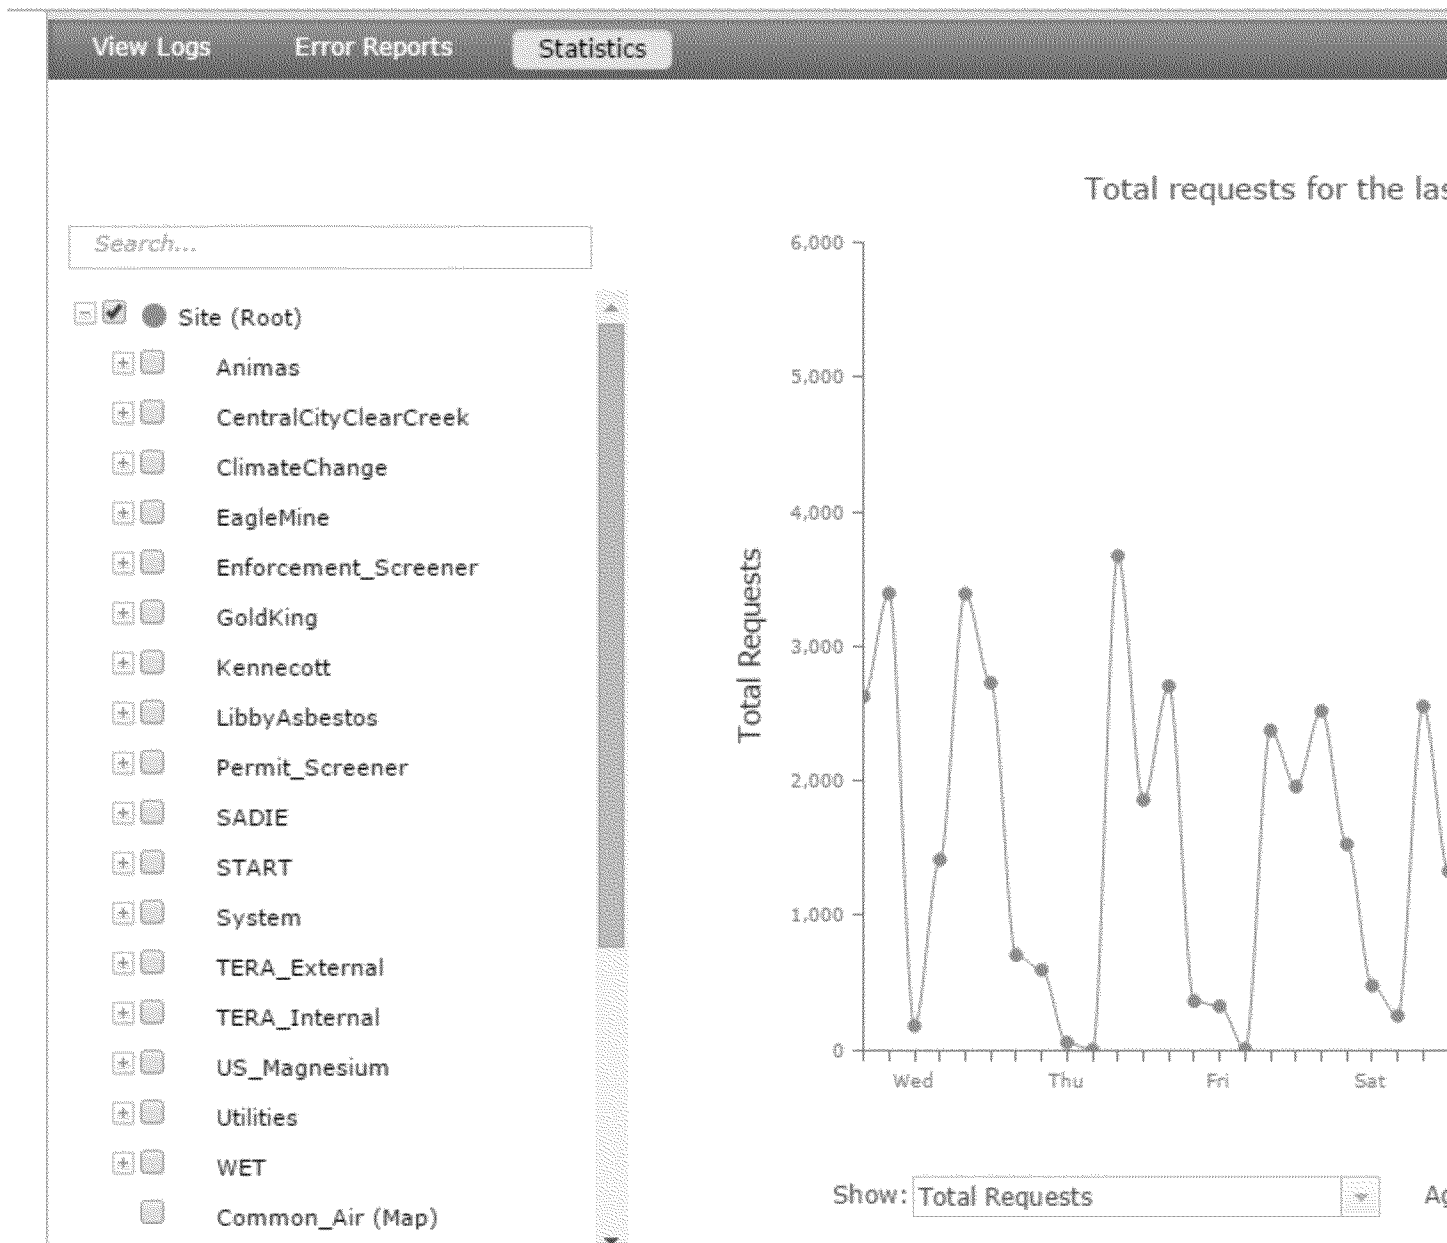 View Logs Error Reports Statistics
Total requests for the
Search...
Site (Root)
Animas
CentralCityClearCreek
ClimateChange
EagleMine
Enforcement_Screener
GoldKing
Kennecott
LibbyAsbestos
Permit_Screener
SADIE
START
System
TERA_External
TERA_Internal
US_Magnesium
Utilities
WET
Common_Air (Map)
Total Requests
6,000
5,000
4,000
3,000
2,000
1,000
0
Wed Thu Fri Sat
Show: Total Requests